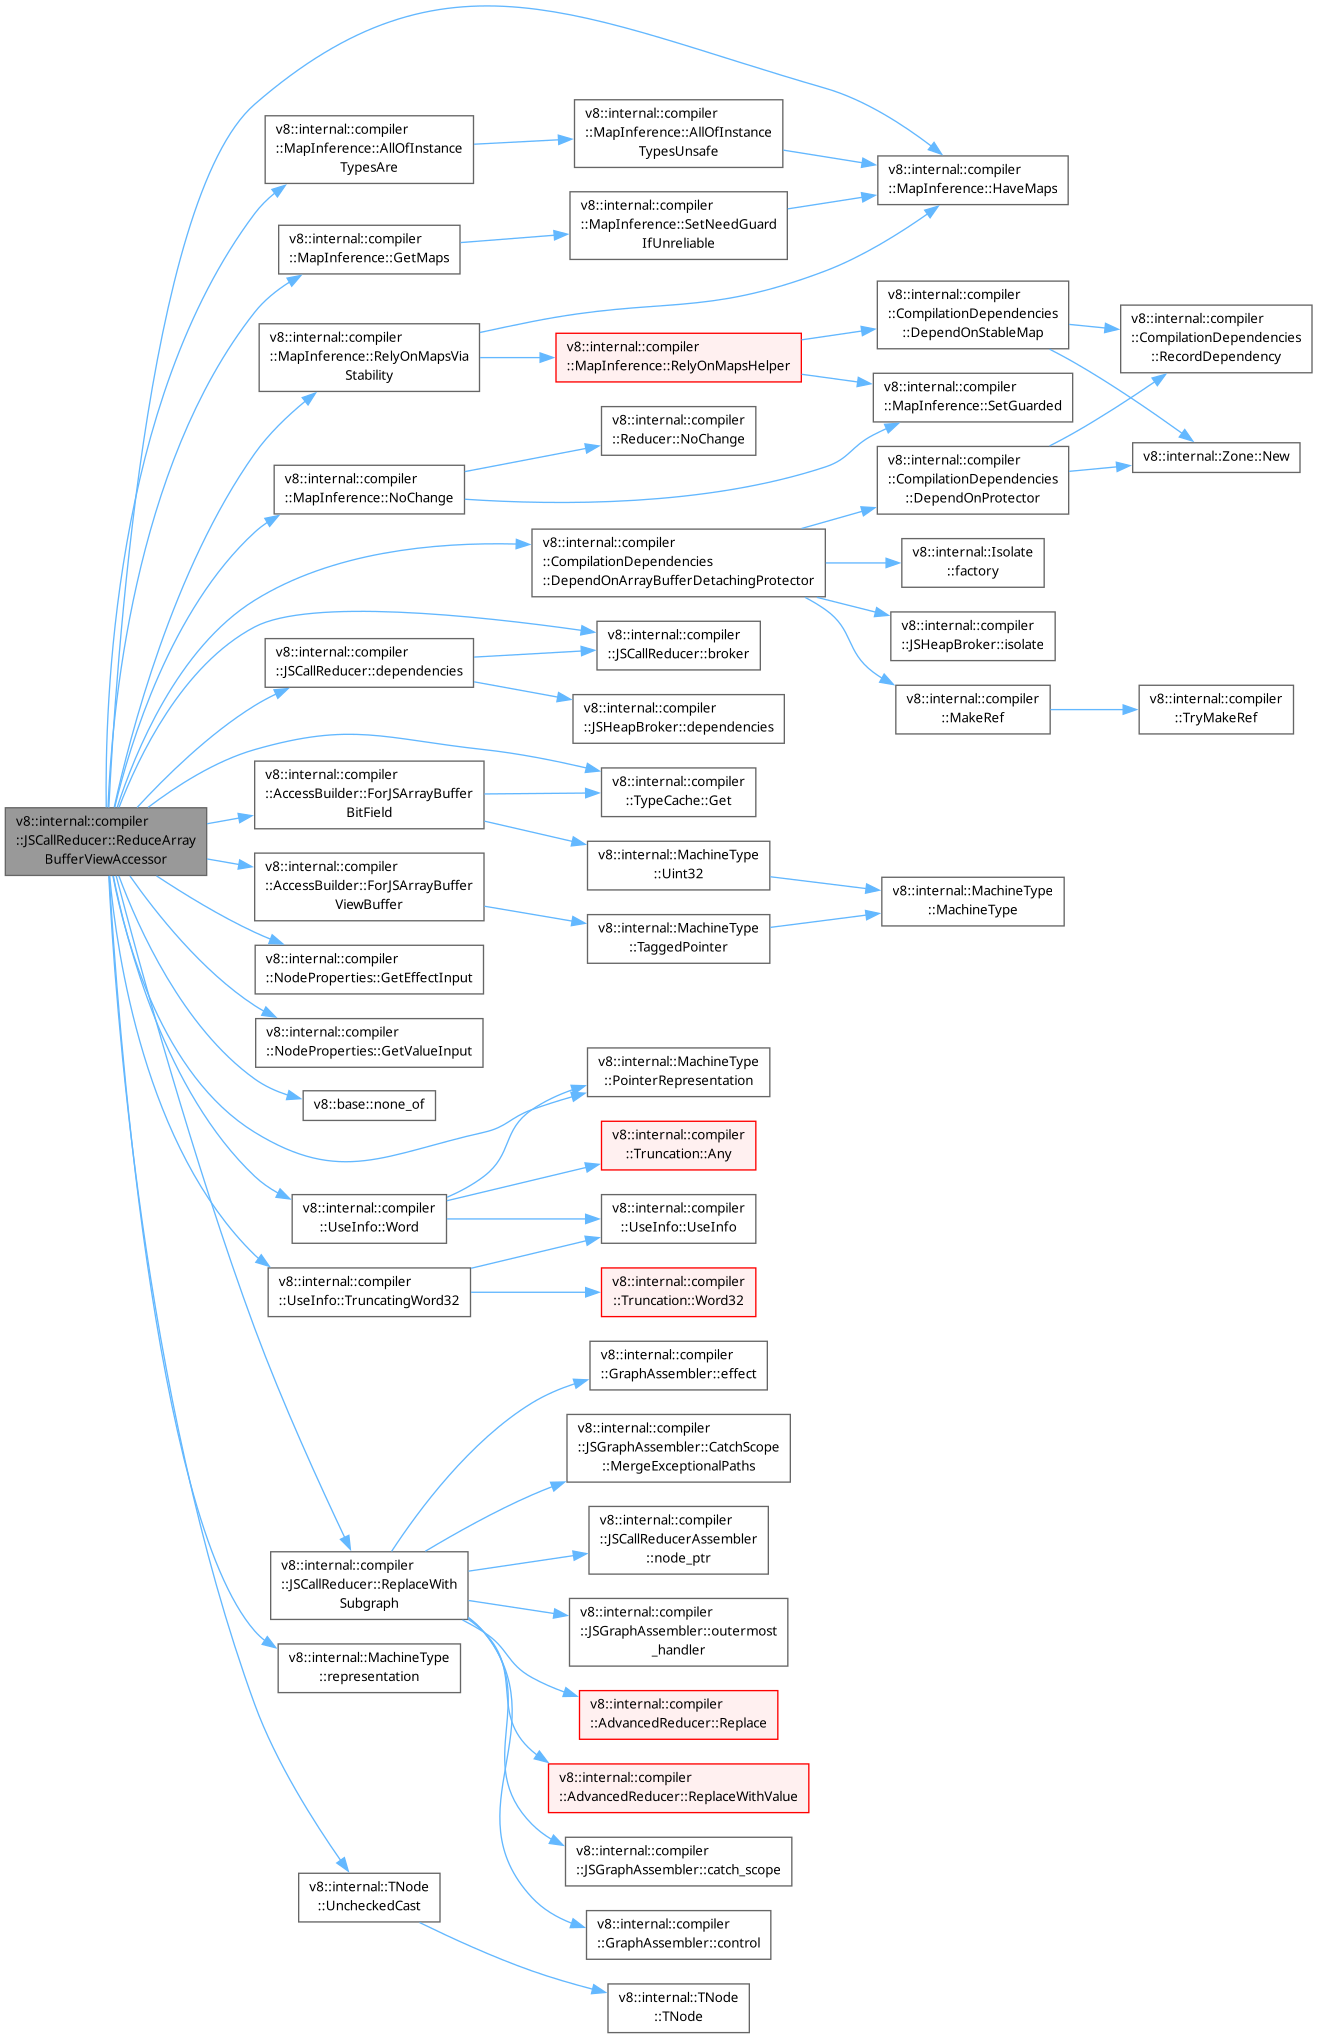 v8::internal::compiler
::JSCallReducer::ReduceArray
BufferViewAccessor
v8::internal::compiler
::MapInference::AllOfInstance
TypesAre
v8::internal::compiler
::MapInference::GetMaps
v8::internal::compiler
::MapInference::RelyOnMapsVia
Stability
v8::internal::compiler
::MapInference::NoChange
v8::internal::compiler
::JSCallReducer::dependencies
v8::internal::compiler
::AccessBuilder::ForJSArrayBuffer
BitField
v8::internal::compiler
::AccessBuilder::ForJSArrayBuffer
ViewBuffer
v8::internal::compiler
::NodeProperties::GetEffectInput
v8::internal::compiler
::NodeProperties::GetValueInput
v8::base::none_of
v8::internal::compiler
::UseInfo::Word
v8::internal::compiler
::UseInfo::TruncatingWord32
v8::internal::compiler
::JSCallReducer::ReplaceWith
Subgraph
v8::internal::MachineType
::representation
v8::internal::TNode
::UncheckedCast
v8::internal::compiler
::MapInference::AllOfInstance
TypesUnsafe
v8::internal::compiler
::MapInference::SetNeedGuard
IfUnreliable
v8::internal::compiler
::MapInference::RelyOnMapsHelper
v8::internal::compiler
::Reducer::NoChange
v8::internal::compiler
::CompilationDependencies
::DependOnArrayBufferDetachingProtector
v8::internal::compiler
::JSCallReducer::broker
v8::internal::compiler
::JSHeapBroker::dependencies
v8::internal::compiler
::TypeCache::Get
v8::internal::MachineType
::Uint32
v8::internal::MachineType
::TaggedPointer
v8::internal::MachineType
::PointerRepresentation
v8::internal::compiler
::Truncation::Any
v8::internal::compiler
::UseInfo::UseInfo
v8::internal::compiler
::Truncation::Word32
v8::internal::compiler
::GraphAssembler::effect
v8::internal::compiler
::JSGraphAssembler::CatchScope
::MergeExceptionalPaths
v8::internal::compiler
::JSCallReducerAssembler
::node_ptr
v8::internal::compiler
::JSGraphAssembler::outermost
_handler
v8::internal::compiler
::AdvancedReducer::Replace
v8::internal::compiler
::AdvancedReducer::ReplaceWithValue
v8::internal::compiler
::JSGraphAssembler::catch_scope
v8::internal::compiler
::GraphAssembler::control
v8::internal::TNode
::TNode
v8::internal::compiler
::MapInference::HaveMaps
v8::internal::compiler
::CompilationDependencies
::DependOnStableMap
v8::internal::compiler
::MapInference::SetGuarded
v8::internal::compiler
::CompilationDependencies
::DependOnProtector
v8::internal::Isolate
::factory
v8::internal::compiler
::JSHeapBroker::isolate
v8::internal::compiler
::MakeRef
v8::internal::MachineType
::MachineType
v8::internal::compiler
::CompilationDependencies
::RecordDependency
v8::internal::Zone::New
v8::internal::compiler
::TryMakeRef